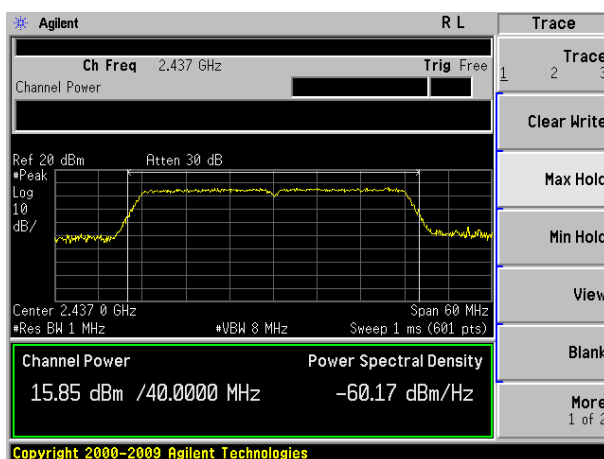 Agilent R L Trace
Ch Freq 2.437 GHz Trig Free
Channel Power
Trace
1 2 3
Clear Write
Max Hold
Min Hold
View
Blank
More
1 of 2
Ref 20 dBm Atten 30 dB
#Peak
Log
10
dB/
Center 2.437 0 GHz Span 60 MHz
#Res BW 1 MHz #VBW 8 MHz Sweep 1 ms (601 pts)
Channel Power Power Spectral Density
15.85 dBm /40.0000 MHz -60.17 dBm/Hz
Copyright 2000-2009 Agilent Technologies